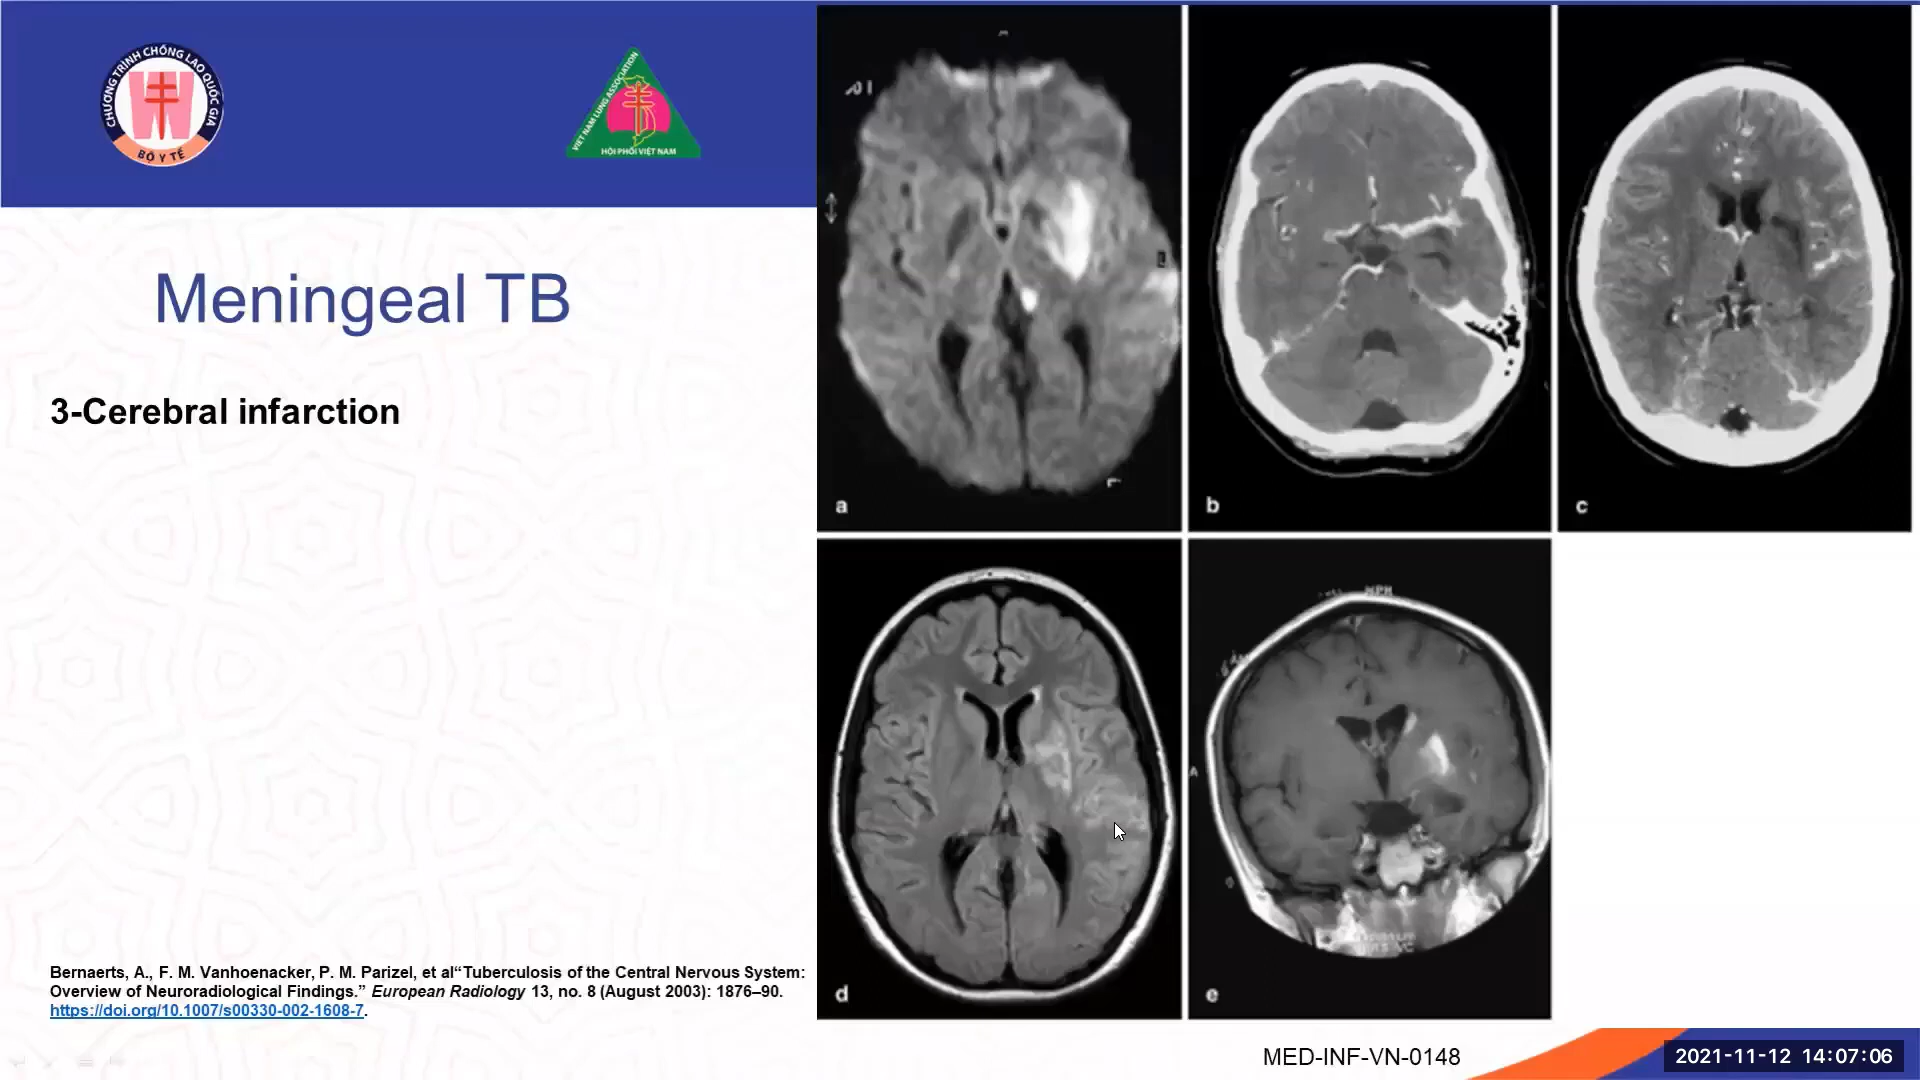 CHƯƠNG TRÌNH CHỐNG LAO QUỐC GIA
BỘ Y TẾ
VIET NAM LUNG ASSOCIATION
HỘI PHỔI VIỆT NAM
Meningeal TB
3-Cerebral infarction
Bernaerts, A., F. M. Vanhoenacker, P. M. Parizel, et al“Tuberculosis of the Central Nervous System:
Overview of Neuroradiological Findings.” European Radiology 13, no. 8 (August 2003): 1876–90.
https://doi.org/10.1007/s00330-002-1608-7.
L
a
b
c
d
A
e
MED-INF-VN-0148
2021-11-12 14:07:06